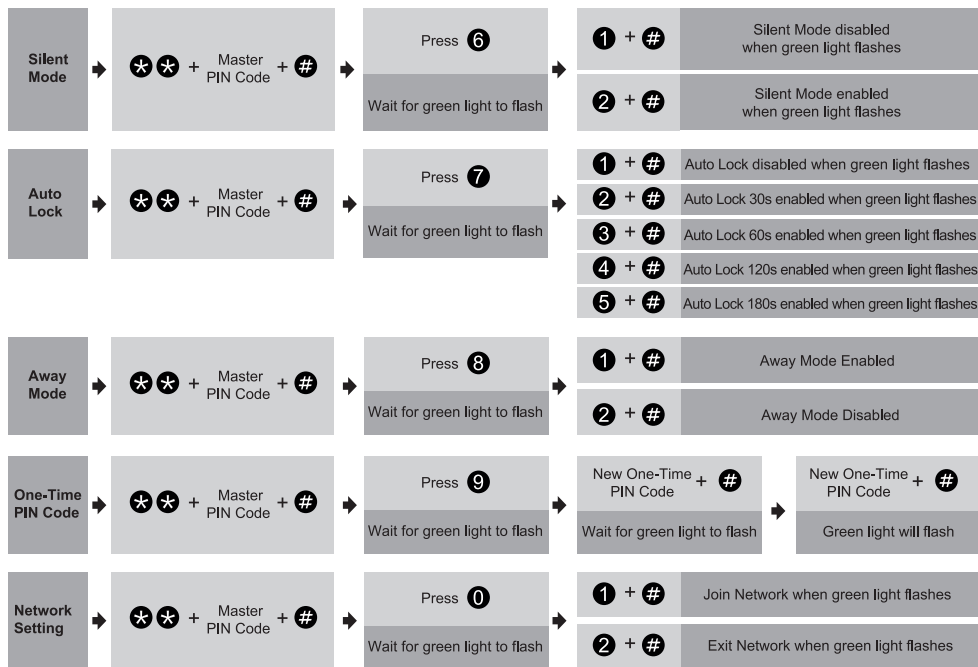 Silent
Mode
** + Master
PIN Code + #
Press 6
Wait for green light to flash
1 + # Silent Mode disabled
when green light flashes
2 + # Silent Mode enabled
when green light flashes
Auto
Lock
** + Master
PIN Code + #
Press 7
Wait for green light to flash
1 + # Auto Lock disabled when green light flashes
2 + # Auto Lock 30s enabled when green light flashes
3 + # Auto Lock 60s enabled when green light flashes
4 + # Auto Lock 120s enabled when green light flashes
5 + # Auto Lock 180s enabled when green light flashes
Away
Mode
** + Master
PIN Code + #
Press 8
Wait for green light to flash
1 + # Away Mode Enabled
2 + # Away Mode Disabled
One-Time
PIN Code
** + Master
PIN Code + #
Press 9
Wait for green light to flash
New One-Time
PIN Code + #
Wait for green light to flash
New One-Time
PIN Code + #
Green light will flash
Network
Setting
** + Master
PIN Code + #
Press 0
Wait for green light to flash
1 + # Join Network when green light flashes
2 + # Exit Network when green light flashes